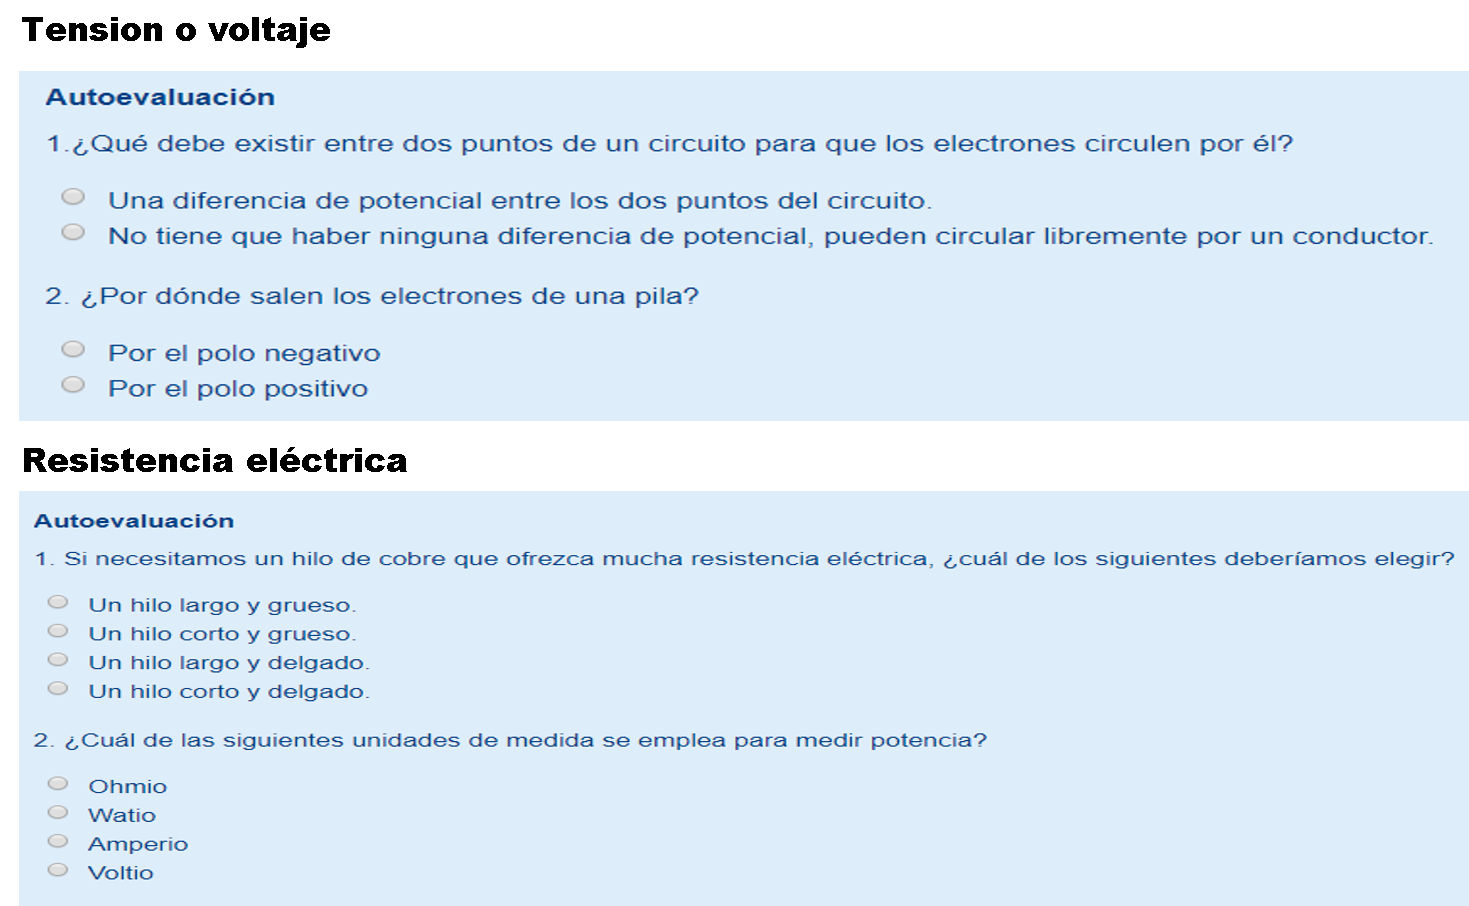 Tension o voltaje
Autoevaluación
1.¿Qué debe existir entre dos puntos de un circuito para que los electrones circulen por él?
Una diferencia de potencial entre los dos puntos del circuito.
No tiene que haber ninguna diferencia de potencial, pueden circular libremente por un conductor.
2. ¿Por dónde salen los electrones de una pila?
Por el polo negativo
Por el polo positivo
Resistencia eléctrica
Autoevaluación
1. Si necesitamos un hilo de cobre que ofrezca mucha resistencia eléctrica, ¿cuál de los siguientes deberíamos elegir?
Un hilo largo y grueso.
Un hilo corto y grueso.
Un hilo largo y delgado.
Un hilo corto y delgado.
2. ¿Cuál de las siguientes unidades de medida se emplea para medir potencia?
Ohmio
Watio
Amperio
Voltio